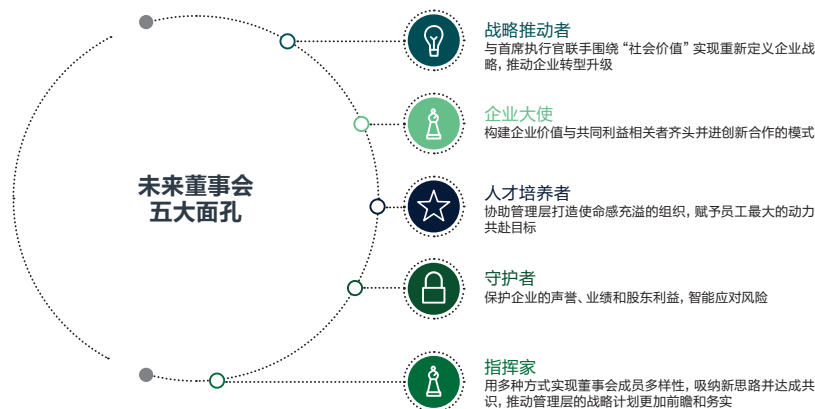 未来董事会
五大面孔
战略推动者
与首席执行官联手围绕“社会价值”实现重新定义企业战
略，推动企业转型升级
企业大使
构建企业价值与共同利益相关者齐头并进创新合作的模式
人才培养者
协助管理层打造使命感充溢的组织，赋予员工最大的动力
共赴目标
守护者
保护企业的声誉、业绩和股东利益，智能应对风险
指挥家
用多种方式实现董事会成员多样性，吸纳新思路并达成共
识，推动管理层的战略计划更加前瞻和务实